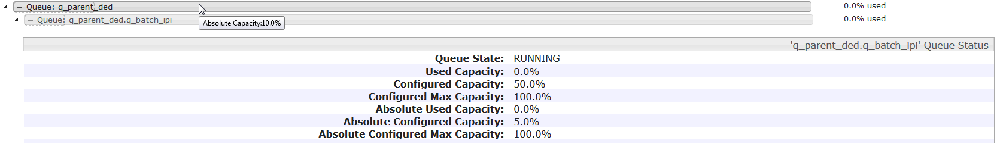 − Queue: q_parent_ded 0.0% used
− Queue: q_parent_ded.q_batch_ipi 0.0% used
Absolute Capacity:10.0%
'q_parent_ded.q_batch_ipi' Queue Status
Queue State: RUNNING
Used Capacity: 0.0%
Configured Capacity: 50.0%
Configured Max Capacity: 100.0%
Absolute Used Capacity: 0.0%
Absolute Configured Capacity: 5.0%
Absolute Configured Max Capacity: 100.0%